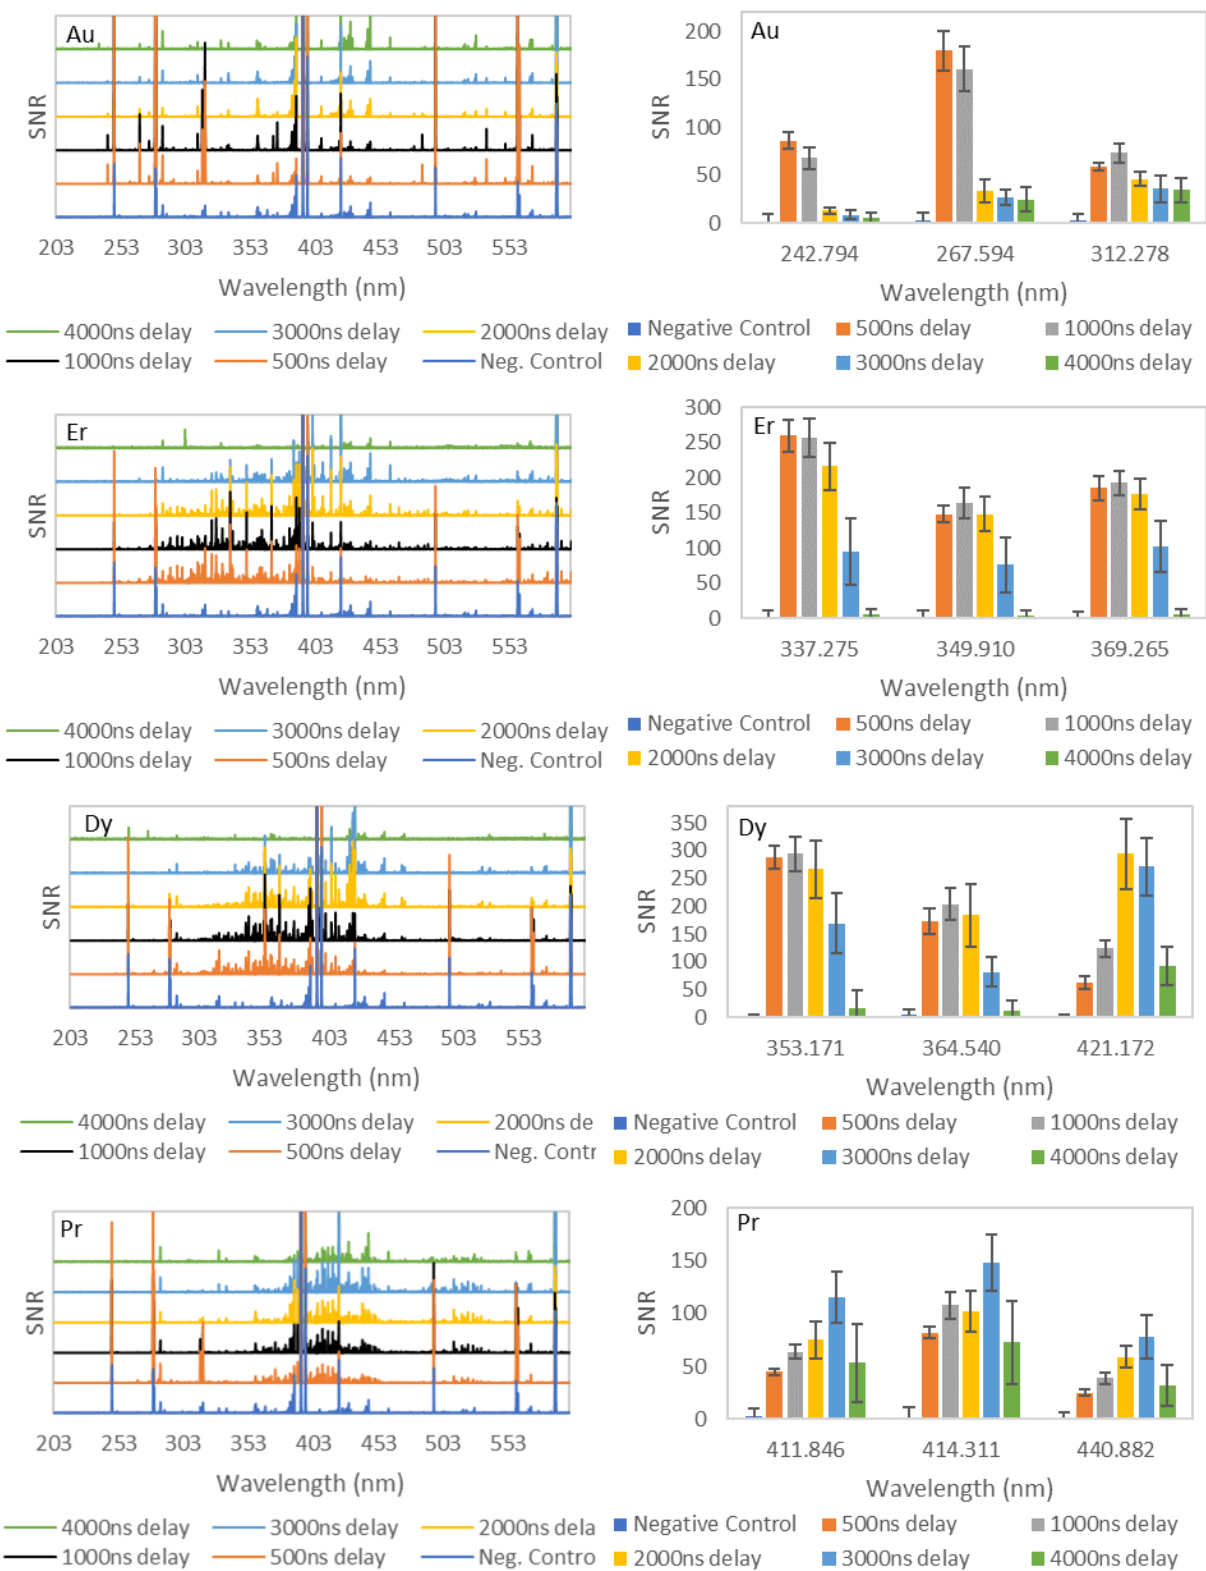 Au
SNR
203 253 303 353 403 453 503 553
Wavelength (nm)
4000ns delay 3000ns delay 2000ns delay
1000ns delay 500ns delay Neg. Control
Au
SNR
200
150
100
50
0
242.794 267.594 312.278
Wavelength (nm)
Negative Control 500ns delay 1000ns delay
2000ns delay 3000ns delay 4000ns delay
Er
SNR
203 253 303 353 403 453 503 553
Wavelength (nm)
4000ns delay 3000ns delay 2000ns delay
1000ns delay 500ns delay Neg. Control
Er
SNR
300
250
200
150
100
50
0
337.275 349.910 369.265
Wavelength (nm)
Negative Control 500ns delay 1000ns delay
2000ns delay 3000ns delay 4000ns delay
Dy
SNR
203 253 303 353 403 453 503 553
Wavelength (nm)
4000ns delay 3000ns delay 2000ns de
1000ns delay 500ns delay Neg. Contr
Dy
SNR
350
300
250
200
150
100
50
0
353.171 364.540 421.172
Wavelength (nm)
Negative Control 500ns delay 1000ns delay
2000ns delay 3000ns delay 4000ns delay
Pr
SNR
203 253 303 353 403 453 503 553
Wavelength (nm)
4000ns delay 3000ns delay 2000ns dela
1000ns delay 500ns delay Neg. Contro
Pr
SNR
200
150
100
50
0
411.846 414.311 440.882
Wavelength (nm)
Negative Control 500ns delay 1000ns delay
2000ns delay 3000ns delay 4000ns delay